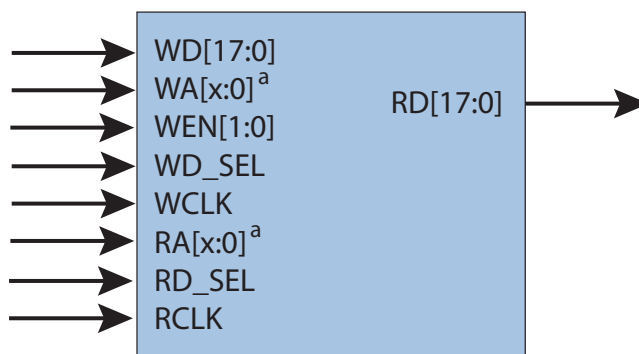 WD[17:0]
WA[x:0]ᵃ
RD[17:0]
WEN[1:0]
WD_SEL
WCLK
RA[x:0]ᵃ
RD_SEL
RCLK